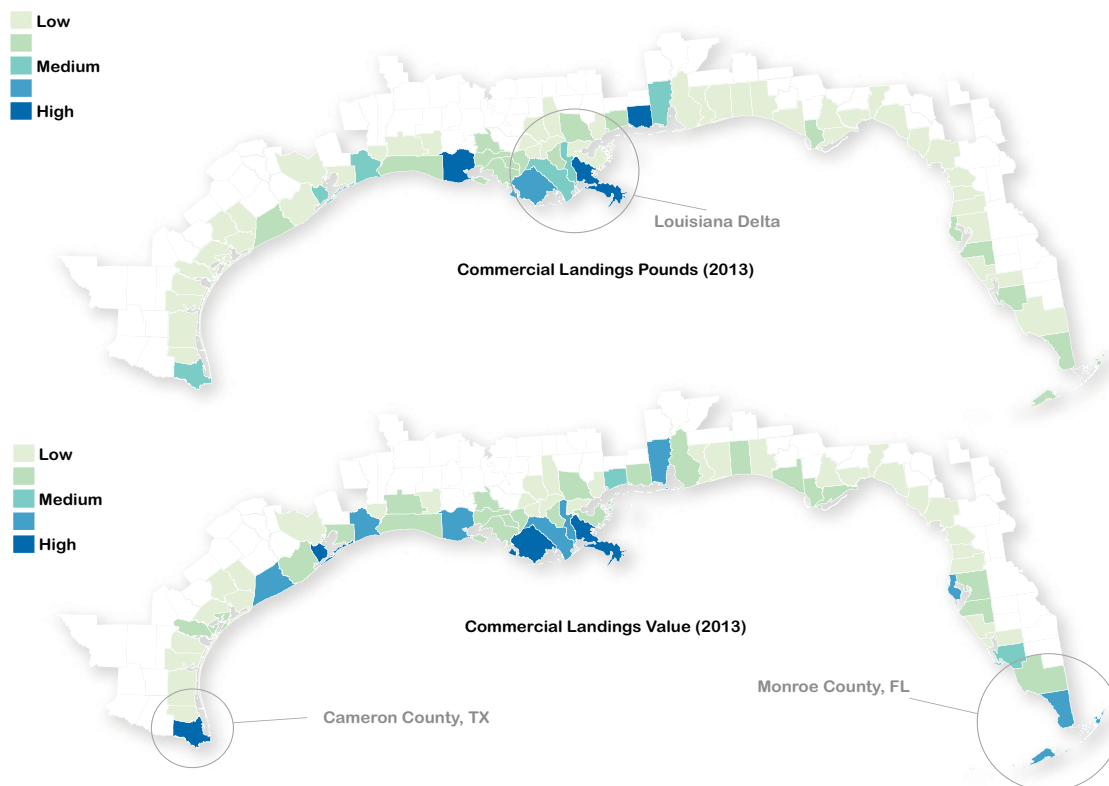 Low
Medium
High
Louisiana Delta
Commercial Landings Pounds (2013)
Low
Medium
High
Commercial Landings Value (2013)
Monroe County, FL
Cameron County, TX